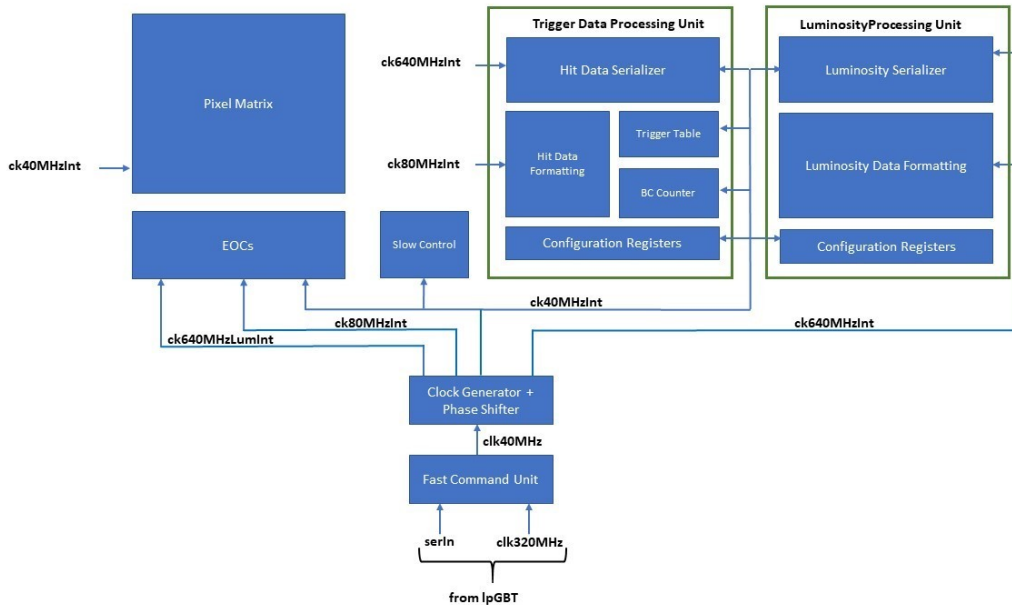 Trigger Data Processing Unit
LuminosityProcessing Unit
ck640MHzInt
Hit Data Serializer
Luminosity Serializer
Pixel Matrix
ck40MHzInt
ck80MHzInt
Hit Data
Formatting
Trigger Table
BC Counter
Luminosity Data Formatting
EOCs
Slow Control
Configuration Registers
Configuration Registers
ck40MHzInt
ck80MHzInt
ck640MHzInt
ck640MHzLumInt
Clock Generator +
Phase Shifter
clk40MHz
Fast Command Unit
serIn
clk320MHz
from lpGBT